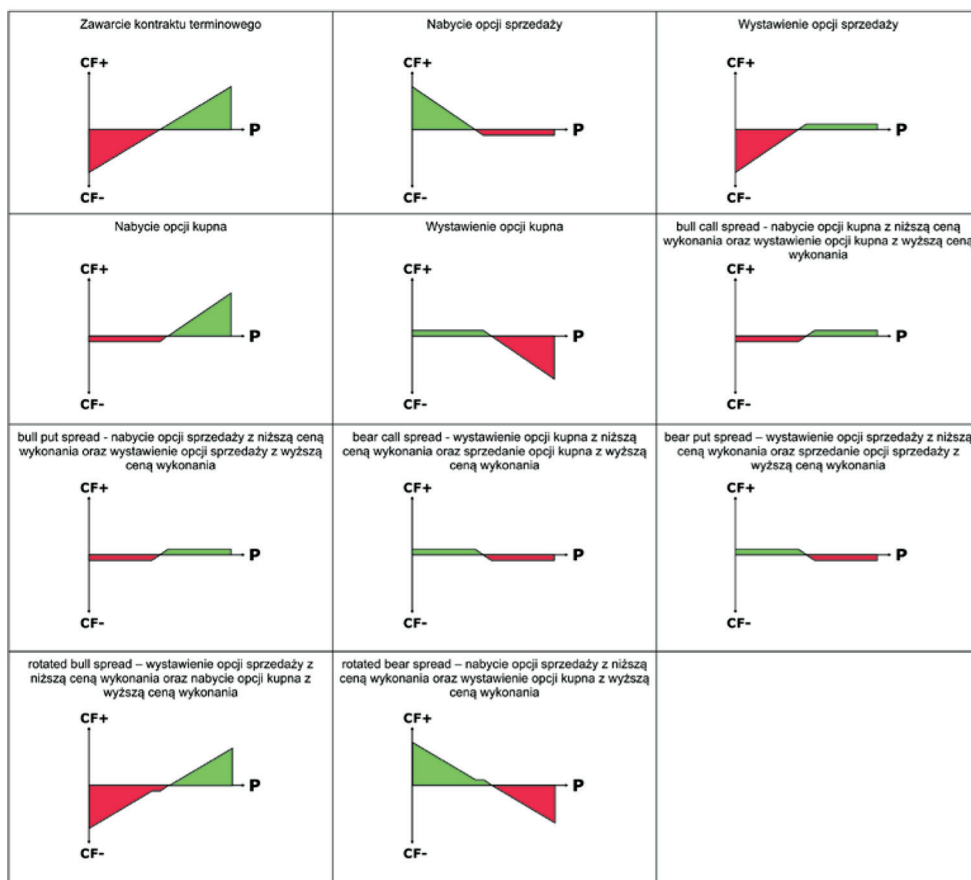 Zawarcie kontraktu terminowego
CF+
P
CF-
Nabycie opcji sprzedaży
CF+
P
CF-
Wystawienie opcji sprzedaży
CF+
P
CF-
Nabycie opcji kupna
CF+
P
CF-
Wystawienie opcji kupna
CF+
P
CF-
bull call spread - nabycie opcji kupna z niższą ceną
wykonania oraz wystawienie opcji kupna z wyższą ceną
wykonania
CF+
P
CF-
bull put spread - nabycie opcji sprzedaży z niższą ceną
wykonania oraz wystawienie opcji sprzedaży z wyższą
ceną wykonania
CF+
P
CF-
bear call spread - wystawienie opcji kupna z niższą
ceną wykonania oraz sprzedanie opcji kupna z wyższą
ceną wykonania
CF+
P
CF-
bear put spread – wystawienie opcji sprzedaży z niższą
ceną wykonania oraz sprzedanie opcji sprzedaży z
wyższą ceną wykonania
CF+
P
CF-
rotated bull spread – wystawienie opcji sprzedaży z
niższą ceną wykonania oraz nabycie opcji kupna z
wyższą ceną wykonania
CF+
P
CF-
rotated bear spread – nabycie opcji sprzedaży z niższą
ceną wykonania oraz wystawienie opcji kupna z wyższą
ceną wykonania
CF+
P
CF-